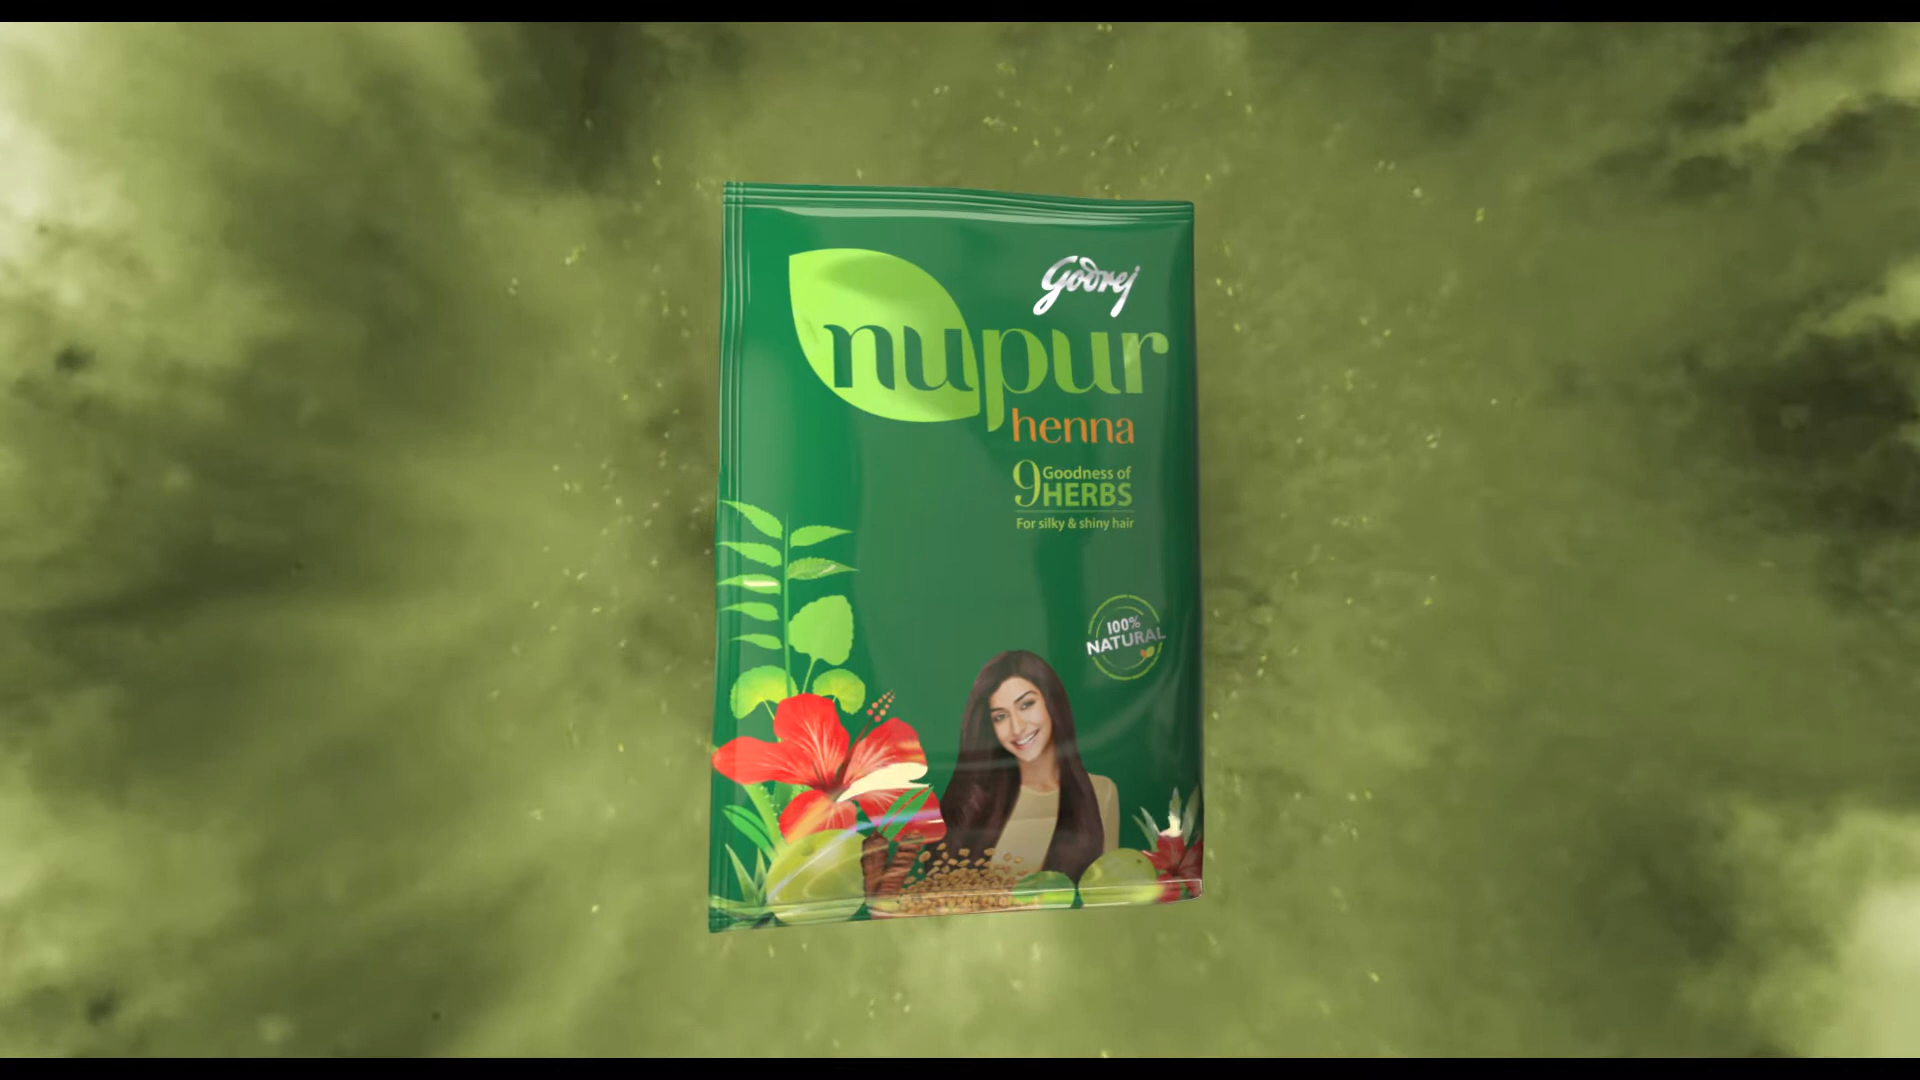 Godrej
nupur
henna
9 Goodness of
HERBS
For silky & shiny hair
100%
NATURAL